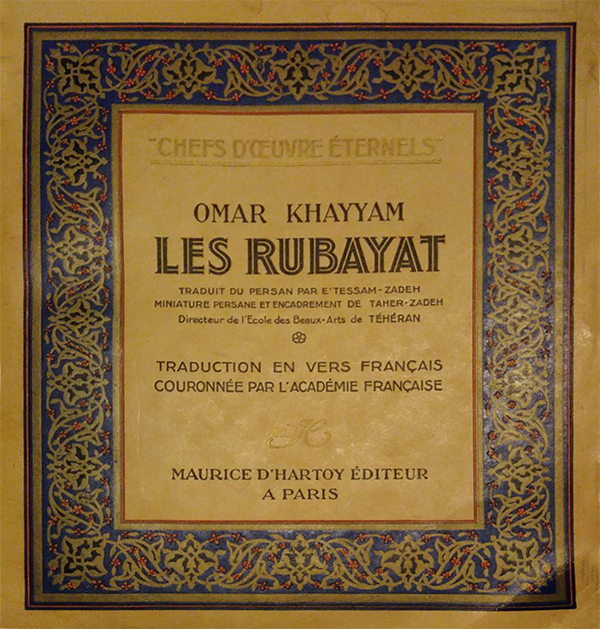 "CHEFS D'ŒUVRE ÉTERNELS"
OMAR KHAYYAM
LES RUBAYAT
TRADUIT DU PERSAN PAR E'TESSAM-ZADEH
MINIATURE PERSANE ET ENCADREMENT DE TAHER-ZADEH
Directeur de l'Ecole des Beaux-Arts de TÉHÉRAN
TRADUCTION EN VERS FRANÇAIS
COURONNÉE PAR L'ACADÉMIE FRANÇAISE
MAURICE D'HARTOY ÉDITEUR
A PARIS